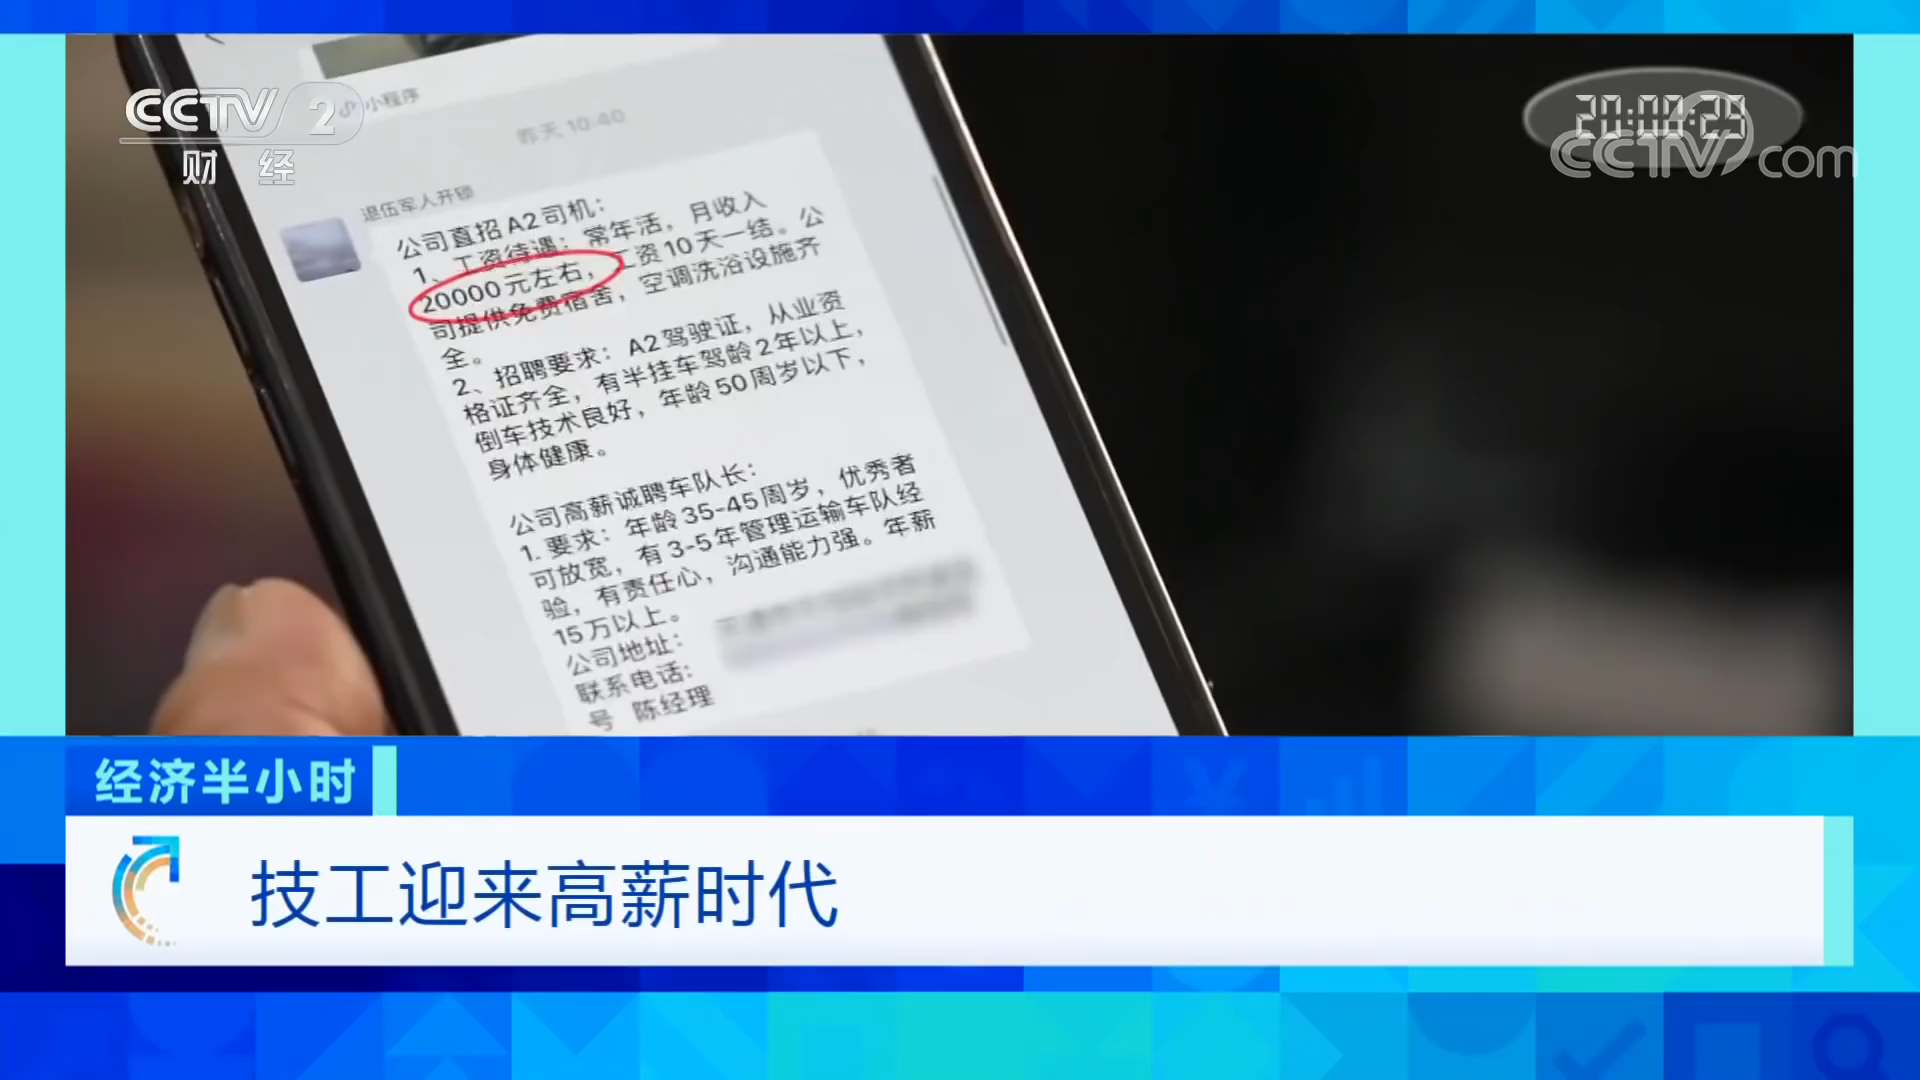 CCTV 2
财 经
20:00:29
CCTV.com
小程序
昨天 10:40
退伍军人开锁
公司直招A2司机：
1、工资待遇：常年活，月收入
20000元左右，工资10天一结。公
司提供免费宿舍，空调洗浴设施齐
全。
2、招聘要求：A2驾驶证，从业资
格证齐全，有半挂车驾龄2年以上，
倒车技术良好，年龄50周岁以下，
身体健康。
公司高薪诚聘车队长：
1.要求：年龄35-45周岁，优秀者
可放宽，有3-5年管理运输车队经
验，有责任心，沟通能力强。年薪
15万以上。
公司地址：
联系电话：
号 陈经理
经济半小时
技工迎来高薪时代